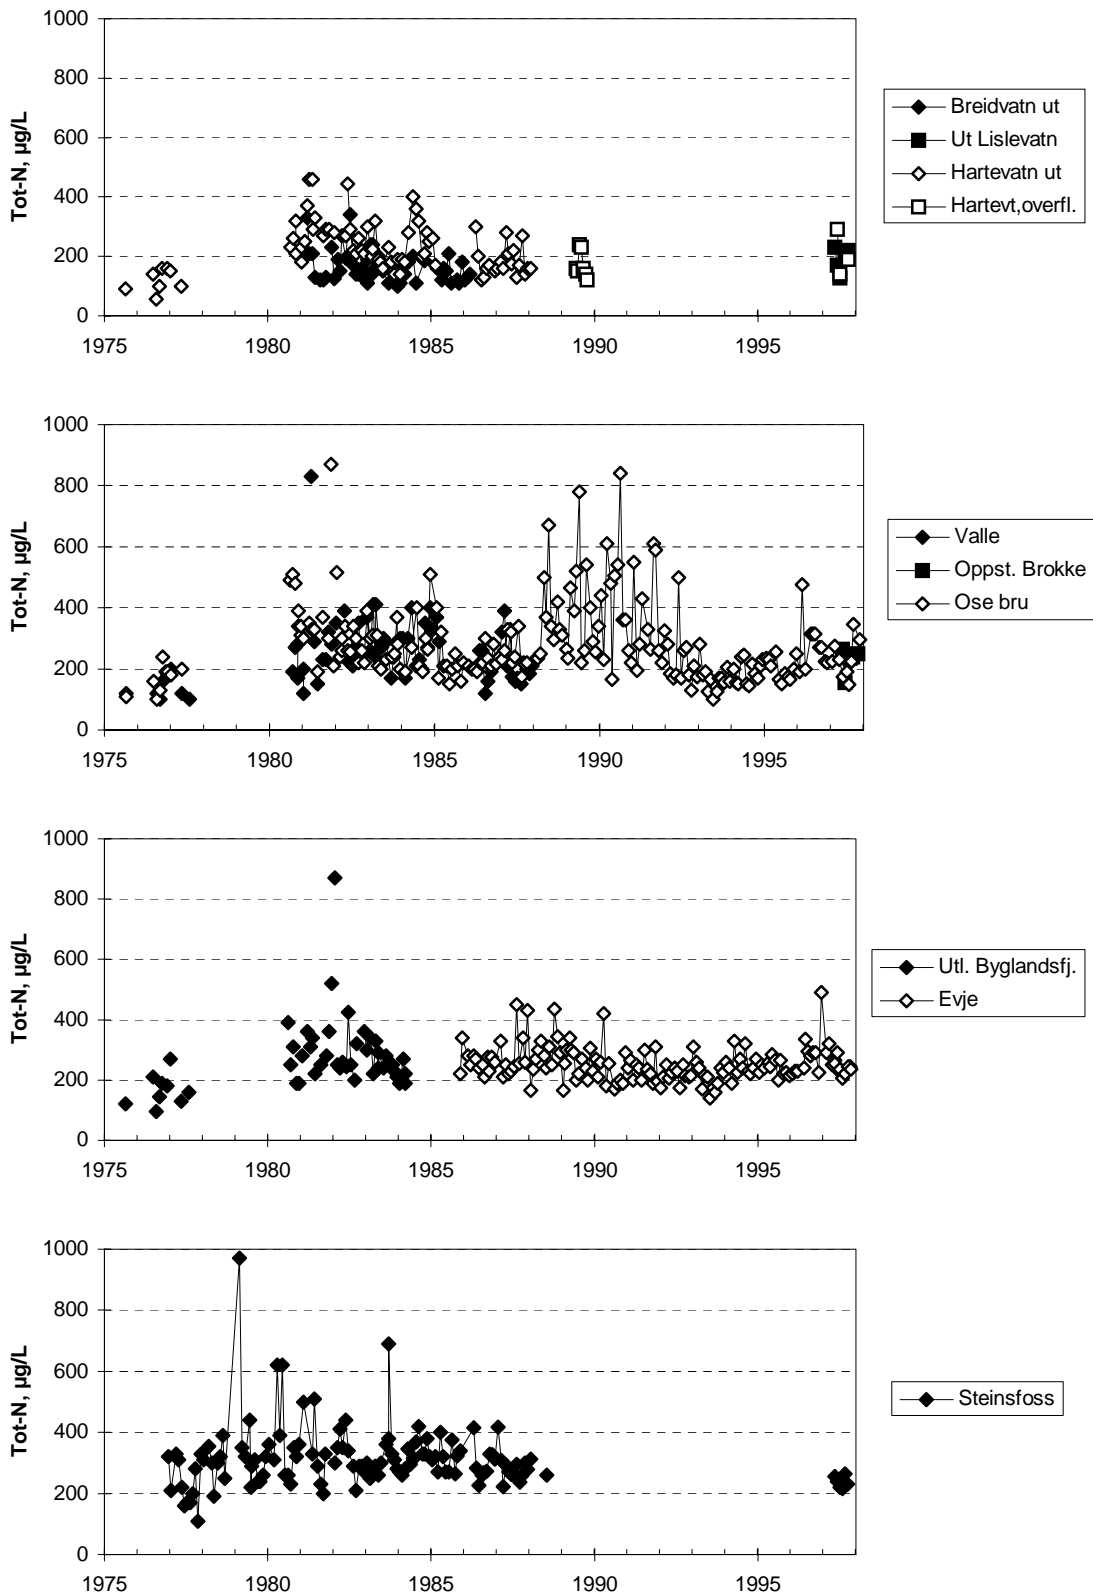 1000
800
600
400
200
0
Tot-N, µg/L
1975 1980 1985 1990 1995
Breidvatn ut
Ut Lislevatn
Hartevatn ut
Hartevt,overfl.
1000
800
600
400
200
0
Tot-N, µg/L
1975 1980 1985 1990 1995
Valle
Oppst. Brokke
Ose bru
1000
800
600
400
200
0
Tot-N, µg/L
1975 1980 1985 1990 1995
Utl. Byglandsfj.
Evje
1000
800
600
400
200
0
Tot-N, µg/L
1975 1980 1985 1990 1995
Steinsfoss